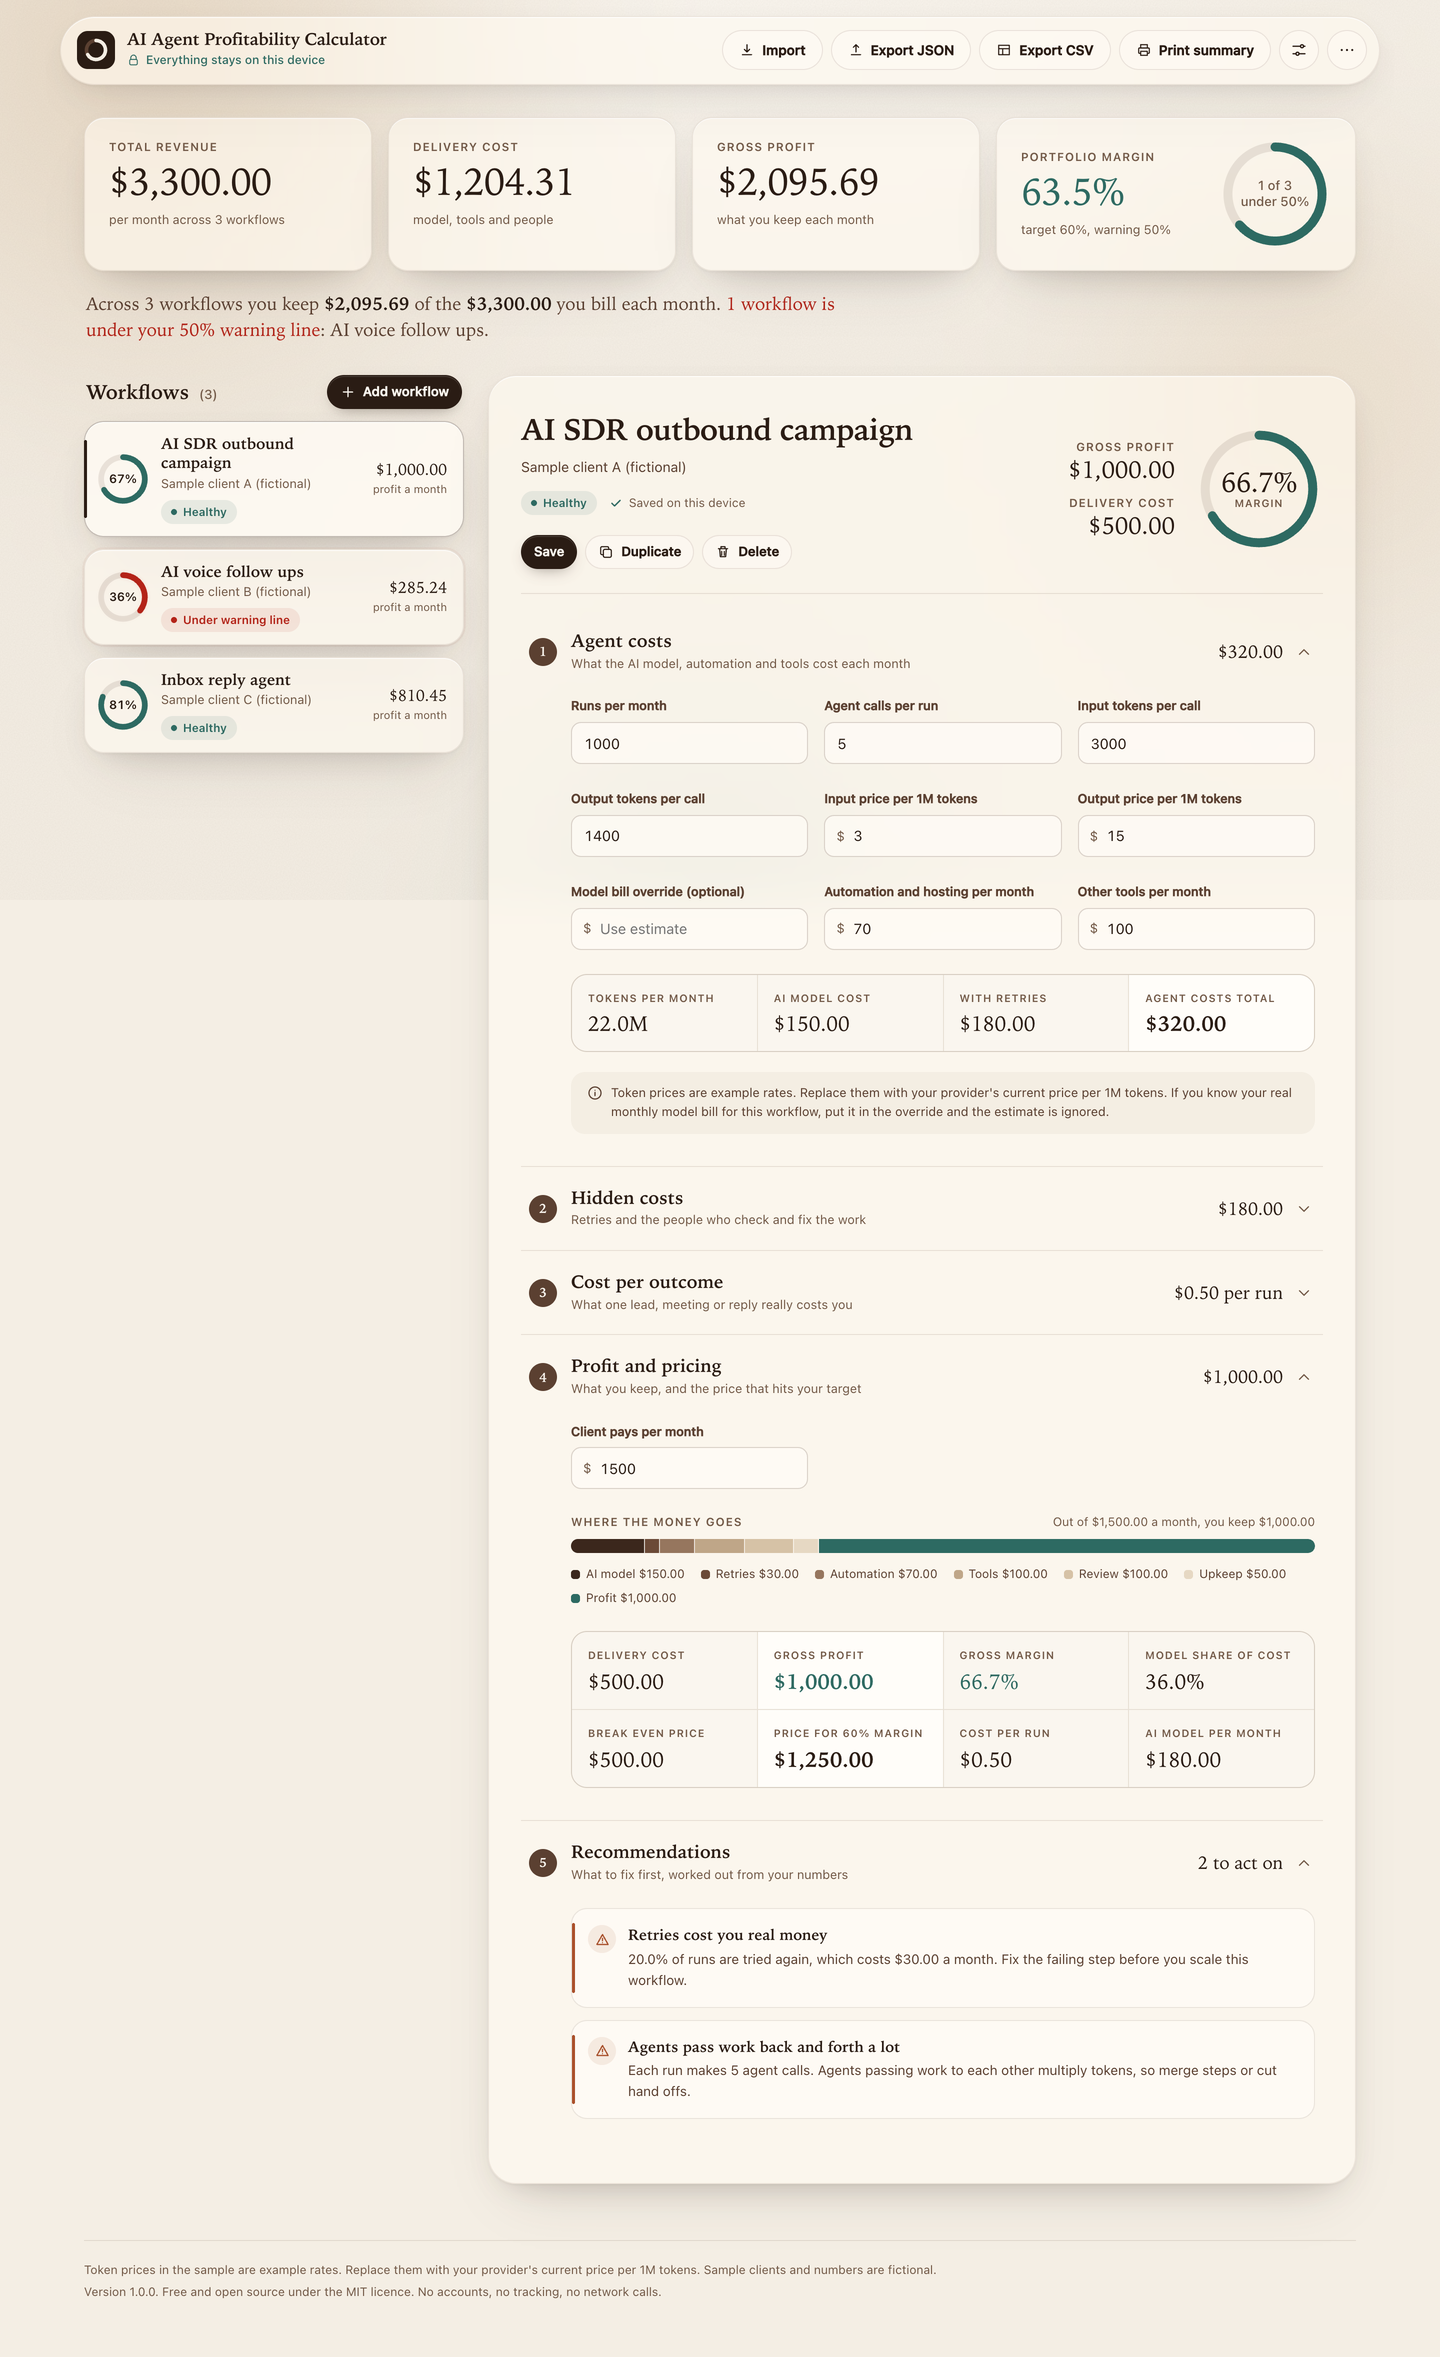 AI Agent Profitability Calculator
Everything stays on this device
Import
Export JSON
Export CSV
Print summary
TOTAL REVENUE
$3,300.00
per month across 3 workflows
DELIVERY COST
$1,204.31
model, tools and people
GROSS PROFIT
$2,095.69
what you keep each month
PORTFOLIO MARGIN
63.5%
target 60%, warning 50%
1 of 3
under 50%
Across 3 workflows you keep $2,095.69 of the $3,300.00 you bill each month. 1 workflow is
under your 50% warning line: AI voice follow ups.
Workflows (3)
Add workflow
67%
AI SDR outbound
campaign
Sample client A (fictional)
Healthy
$1,000.00
profit a month
36%
AI voice follow ups
Sample client B (fictional)
Under warning line
$285.24
profit a month
81%
Inbox reply agent
Sample client C (fictional)
Healthy
$810.45
profit a month
AI SDR outbound campaign
Sample client A (fictional)
Healthy
Saved on this device
Save
Duplicate
Delete
GROSS PROFIT
$1,000.00
DELIVERY COST
$500.00
66.7%
MARGIN
1
Agent costs
What the AI model, automation and tools cost each month
$320.00
Runs per month
1000
Agent calls per run
5
Input tokens per call
3000
Output tokens per call
1400
Input price per 1M tokens
$ 3
Output price per 1M tokens
$ 15
Model bill override (optional)
$ Use estimate
Automation and hosting per month
$ 70
Other tools per month
$ 100
TOKENS PER MONTH
22.0M
AI MODEL COST
$150.00
WITH RETRIES
$180.00
AGENT COSTS TOTAL
$320.00
Token prices are example rates. Replace them with your provider's current price per 1M tokens. If you know your real
monthly model bill for this workflow, put it in the override and the estimate is ignored.
2
Hidden costs
Retries and the people who check and fix the work
$180.00
3
Cost per outcome
What one lead, meeting or reply really costs you
$0.50 per run
4
Profit and pricing
What you keep, and the price that hits your target
$1,000.00
Client pays per month
$ 1500
WHERE THE MONEY GOES
Out of $1,500.00 a month, you keep $1,000.00
AI model $150.00
Retries $30.00
Automation $70.00
Tools $100.00
Review $100.00
Upkeep $50.00
Profit $1,000.00
DELIVERY COST
$500.00
GROSS PROFIT
$1,000.00
GROSS MARGIN
66.7%
MODEL SHARE OF COST
36.0%
BREAK EVEN PRICE
$500.00
PRICE FOR 60% MARGIN
$1,250.00
COST PER RUN
$0.50
AI MODEL PER MONTH
$180.00
5
Recommendations
What to fix first, worked out from your numbers
2 to act on
Retries cost you real money
20.0% of runs are tried again, which costs $30.00 a month. Fix the failing step before you scale this
workflow.
Agents pass work back and forth a lot
Each run makes 5 agent calls. Agents passing work to each other multiply tokens, so merge steps or cut
hand offs.
Token prices in the sample are example rates. Replace them with your provider's current price per 1M tokens. Sample clients and numbers are fictional.
Version 1.0.0. Free and open source under the MIT licence. No accounts, no tracking, no network calls.